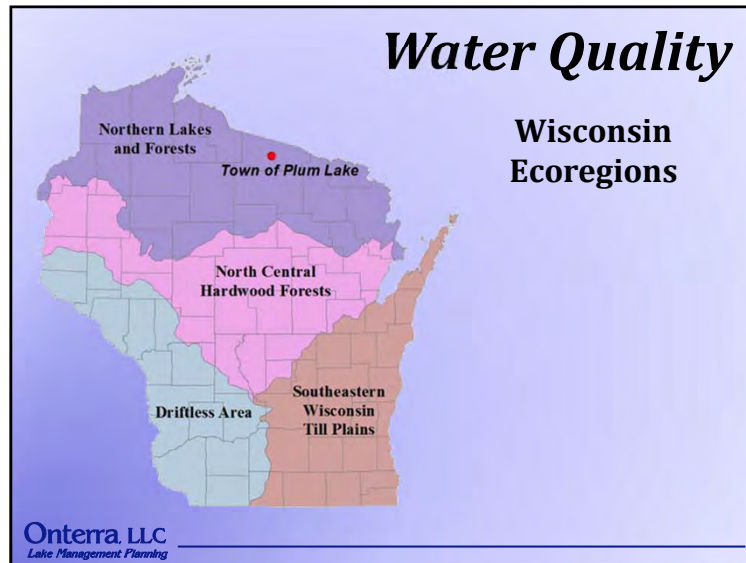 Water Quality
Wisconsin
Ecoregions
Northern Lakes
and Forests
Town of Plum Lake
North Central
Hardwood Forests
Driftless Area
Southeastern
Wisconsin
Till Plains
Onterra, LLC
Lake Management Planning